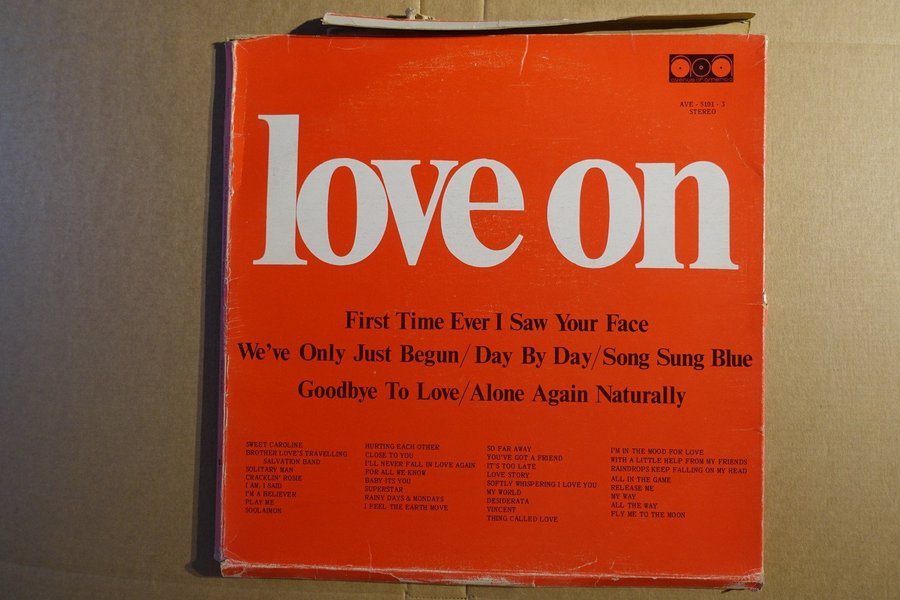 avenue of america
AVE - 5101 - 3
STEREO
love on
First Time Ever I Saw Your Face
We've Only Just Begun/Day By Day/Song Sung Blue
Goodbye To Love/Alone Again Naturally
SWEET CAROLINE
BROTHER LOVE'S TRAVELLING
SALVATION BAND
SOLITARY MAN
CRACKLIN' ROSIE
I AM, I SAID
I'M A BELIEVER
PLAY ME
SOOLAIMON
HURTING EACH OTHER
CLOSE TO YOU
I'LL NEVER FALL IN LOVE AGAIN
FOR ALL WE KNOW
BABY ITS YOU
SUPERSTAR
RAINY DAYS & MONDAYS
I FEEL THE EARTH MOVE
SO FAR AWAY
YOU'VE GOT A FRIEND
IT'S TOO LATE
LOVE STORY
SOFTLY WHISPERING I LOVE YOU
MY WORLD
DESIDERATA
VINCENT
THING CALLED LOVE
I'M IN THE MOOD FOR LOVE
WITH A LITTLE HELP FROM MY FRIENDS
RAINDROPS KEEP FALLING ON MY HEAD
ALL IN THE GAME
RELEASE ME
MY WAY
ALL THE WAY
FLY ME TO THE MOON